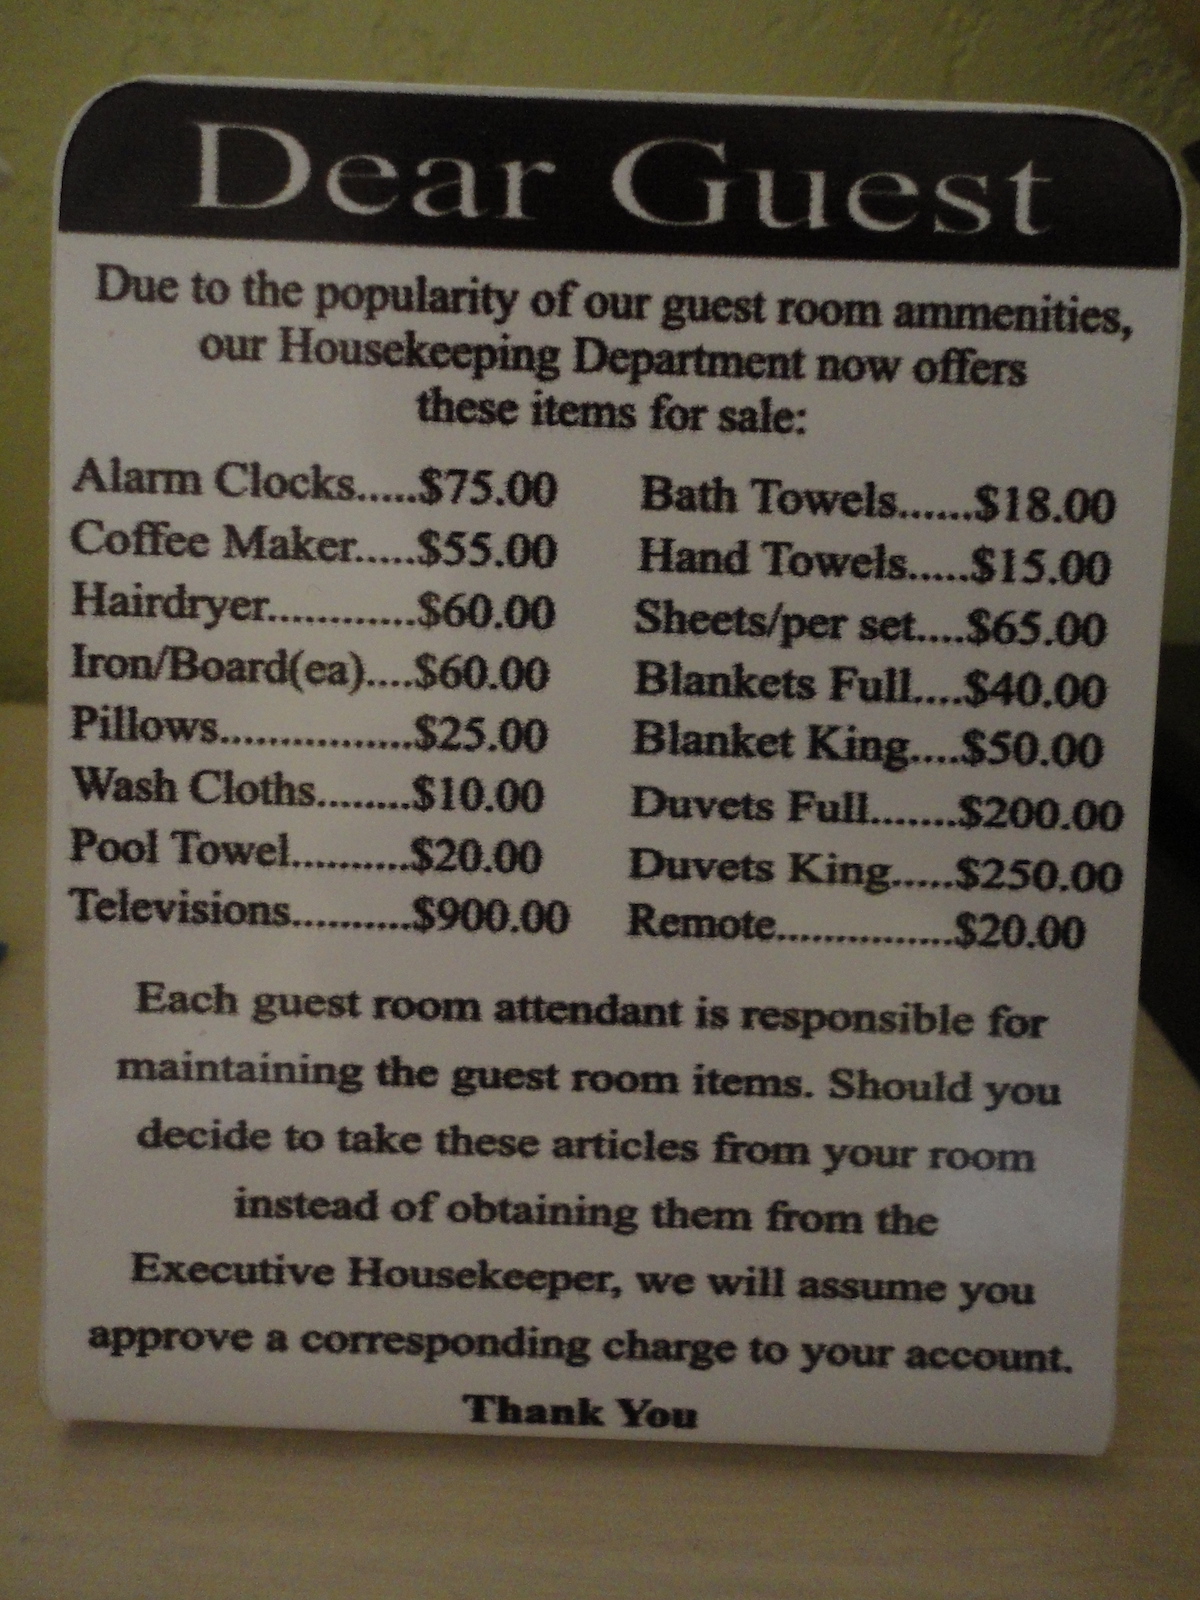 Dear Guest
Due to the popularity of our guest room ammenities,
our Housekeeping Department now offers
these items for sale:
Alarm Clocks.....$75.00
Coffee Maker.....$55.00
Hairdryer............$60.00
Iron/Board(ea)....$60.00
Pillows.................$25.00
Wash Cloths........$10.00
Pool Towel..........$20.00
Televisions..........$900.00
Bath Towels......$18.00
Hand Towels.....$15.00
Sheets/per set....$65.00
Blankets Full....$40.00
Blanket King....$50.00
Duvets Full.......$200.00
Duvets King.....$250.00
Remote...............$20.00
Each guest room attendant is responsible for
maintaining the guest room items. Should you
decide to take these articles from your room
instead of obtaining them from the
Executive Housekeeper, we will assume you
approve a corresponding charge to your account.
Thank You